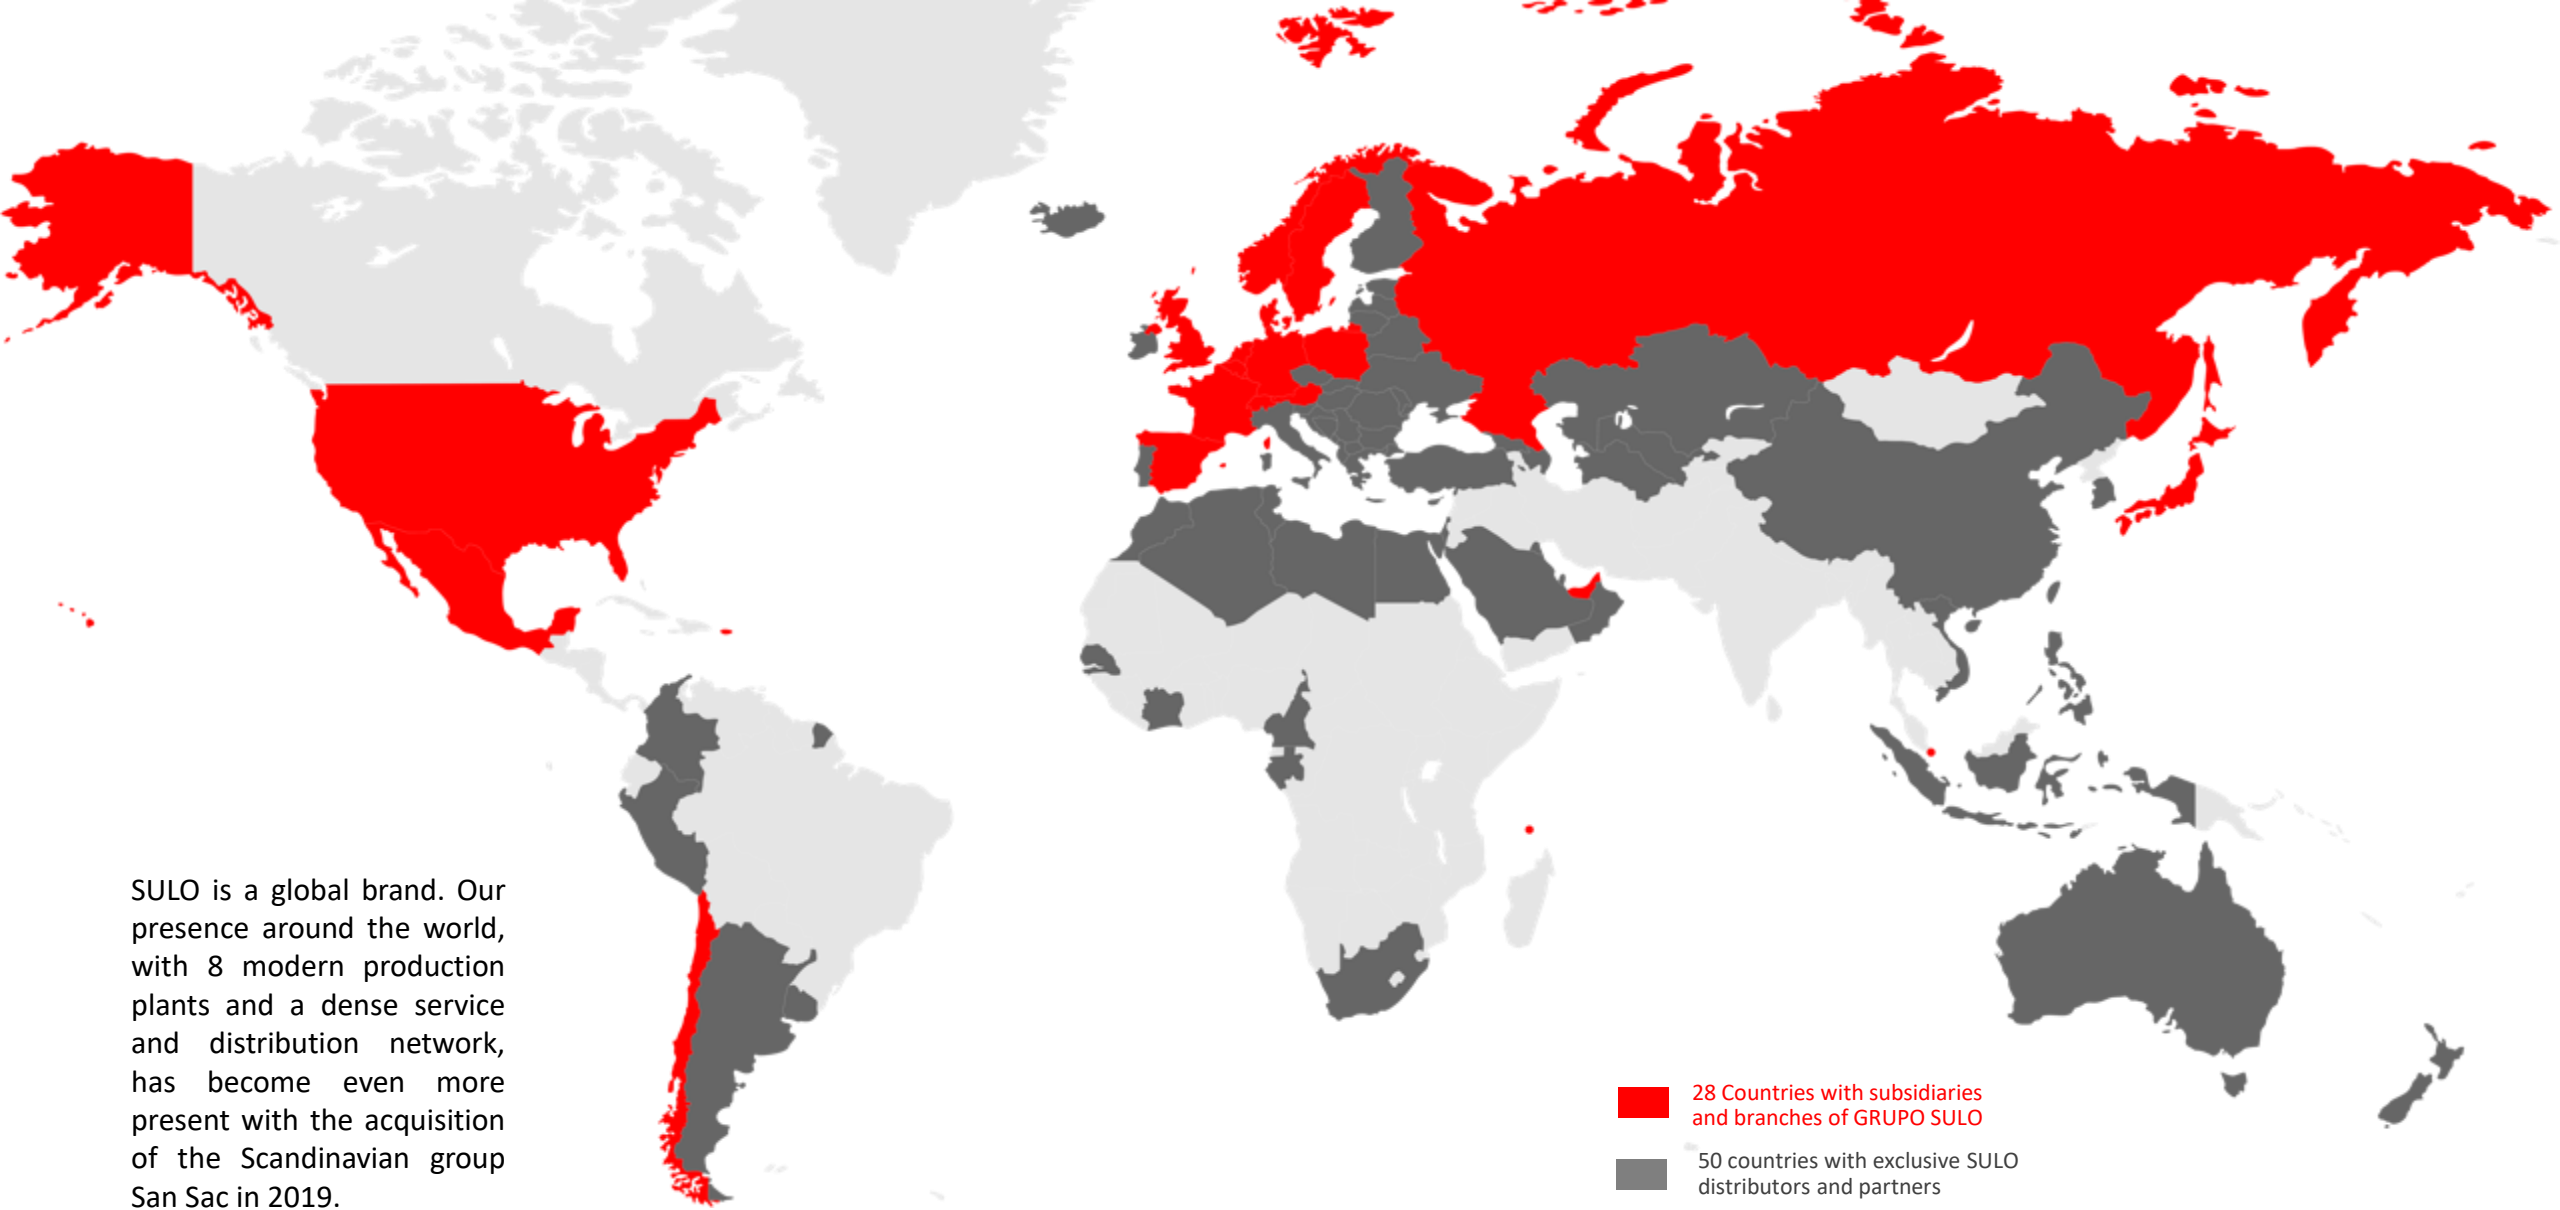 SULO is a global brand. Our
presence around the world,
with 8 modern production
plants and a dense service
and distribution network,
has become even more
present with the acquisition
of the Scandinavian group
San Sac in 2019.
28 Countries with subsidiaries
and branches of GRUPO SULO
50 countries with exclusive SULO
distributors and partners